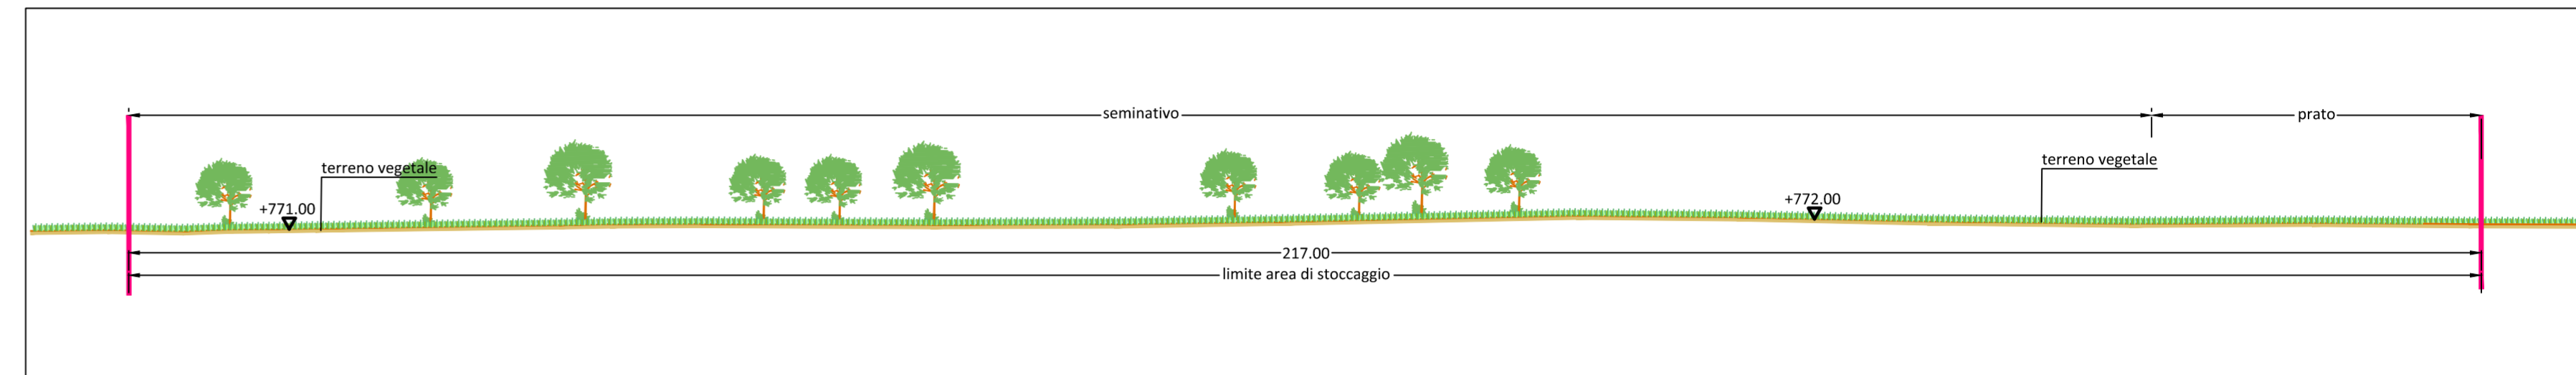 seminativo
prato
terreno vegetale
terreno vegetale
+771.00
+772.00
217.00
limite area di stoccaggio